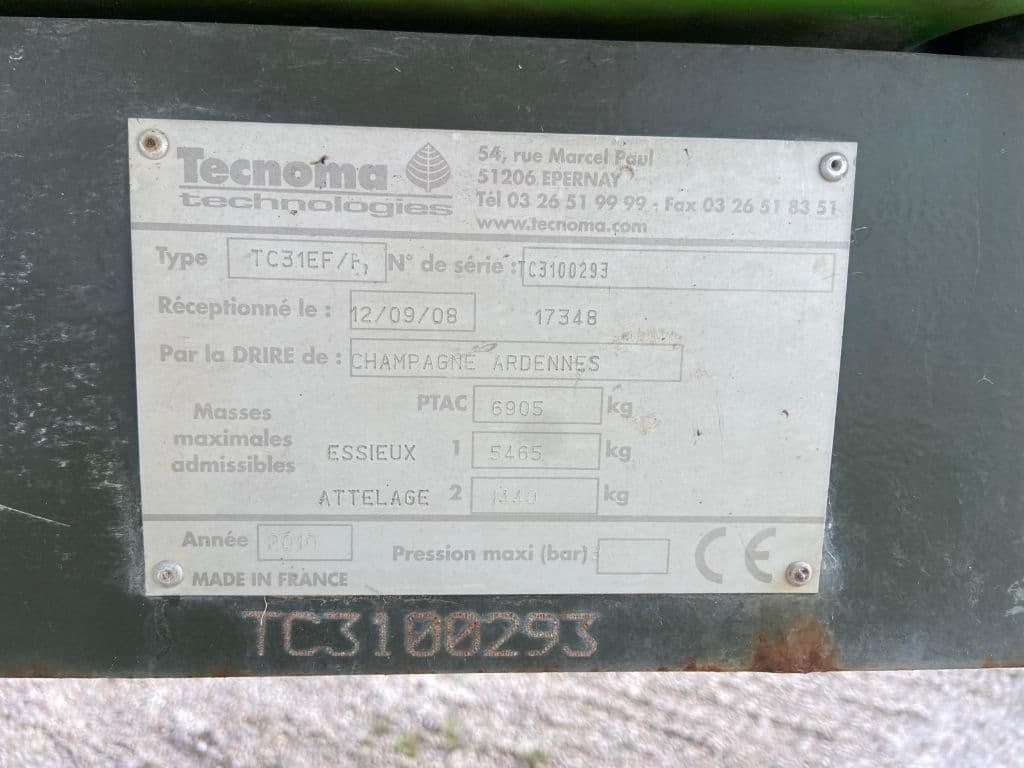 Tecnoma
technologies
54, rue Marcel Paul
51206 EPERNAY
Tél 03 26 51 99 99 - Fax 03 26 51 83 51
www.tecnoma.com
Type TC31EF/ N° de série : TC3100293
Réceptionné le : 12/09/08 17348
Par la DRIRE de : CHAMPAGNE ARDENNES
Masses maximales admissibles
PTAC 6905 kg
ESSIEUX 1 5465 kg
ATTELAGE 2 1440 kg
Année 2010 Pression maxi (bar) CE
MADE IN FRANCE
TC3100293